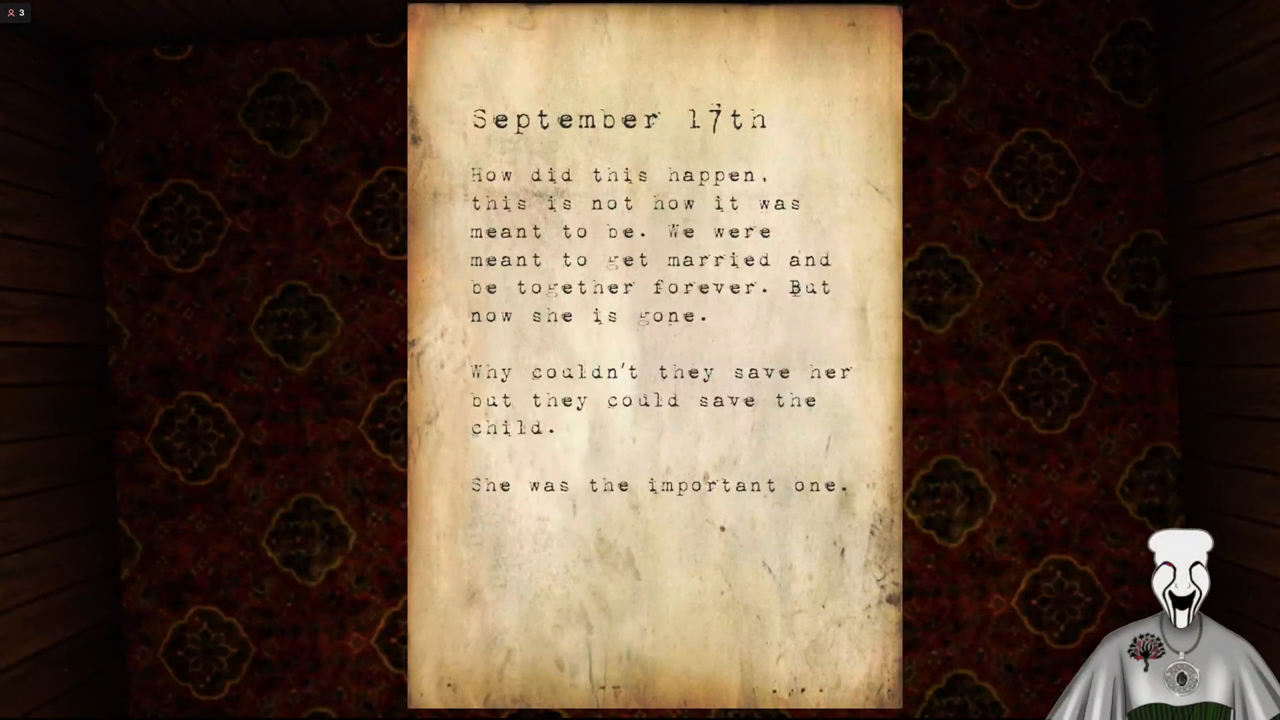 3
September 17th
How did this happen,
this is not how it was
meant to be. We were
meant to get married and
be together forever. But
now she is gone.
Why couldn't they save her
but they could save the
child.
She was the important one.